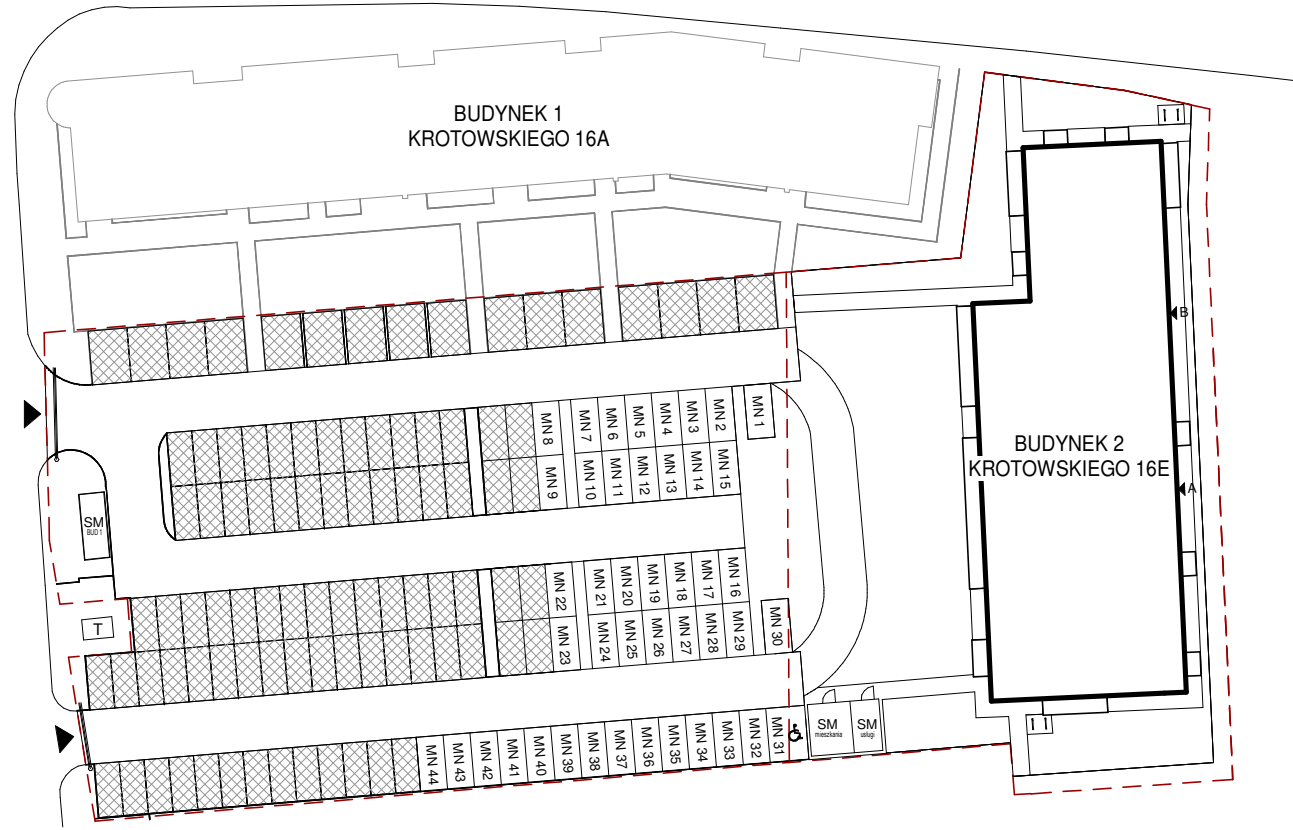 BUDYNEK 1
KROTOWSKIEGO 16A
B
MN 8
MN 7
MN 6
MN 5
MN 4
MN 3
MN 2
MN 1
BUDYNEK 2
KROTOWSKIEGO 16E
MN 9
MN 10
MN 11
MN 12
MN 13
MN 14
MN 15
A
SM
BUD 1
MN 22
MN 21
MN 20
MN 19
MN 18
MN 17
MN 16
T
MN 23
MN 24
MN 25
MN 26
MN 27
MN 28
MN 29
MN 30
MN 44
MN 43
MN 42
MN 41
MN 40
MN 39
MN 38
MN 37
MN 36
MN 35
MN 34
MN 33
MN 32
MN 31
SM
mieszkania
SM
usługi